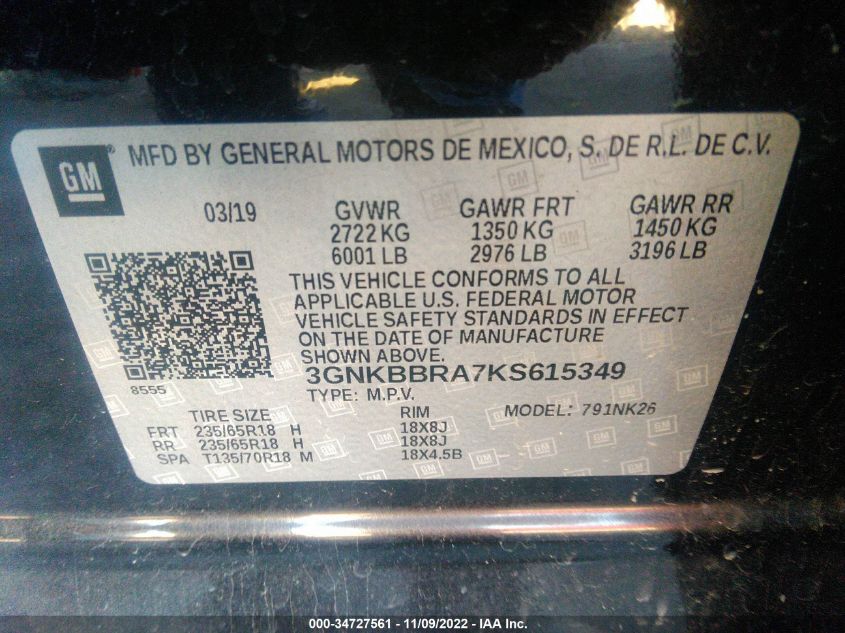 GM
MFD BY GENERAL MOTORS DE MEXICO, S. DE R.L. DE C.V.
03/19 GVWR GAWR FRT GAWR RR
2722 KG 1350 KG 1450 KG
6001 LB 2976 LB 3196 LB
THIS VEHICLE CONFORMS TO ALL
APPLICABLE U.S. FEDERAL MOTOR
VEHICLE SAFETY STANDARDS IN EFFECT
ON THE DATE OF MANUFACTURE
SHOWN ABOVE.
8555
3GNKBBRA7KS615349
TYPE: M.P.V.
TIRE SIZE RIM MODEL: 791NK26
FRT 235/65R18 H 18X8J
RR 235/65R18 H 18X8J
SPA T135/70R18 M 18X4.5B
000-34727561 - 11/09/2022 - IAA Inc.